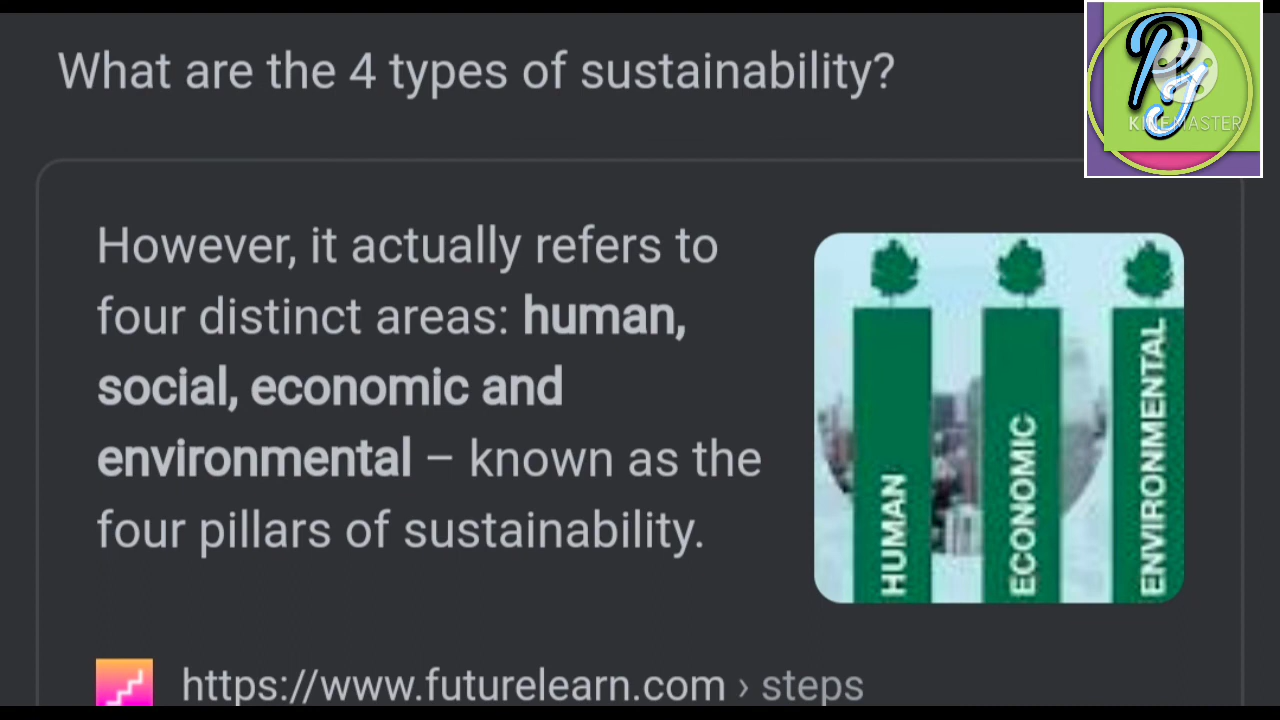 What are the 4 types of sustainability?
However, it actually refers to
four distinct areas: human,
social, economic and
environmental – known as the
four pillars of sustainability.
HUMAN
ECONOMIC
ENVIRONMENTAL
https://www.futurelearn.com › steps
KINEMASTER